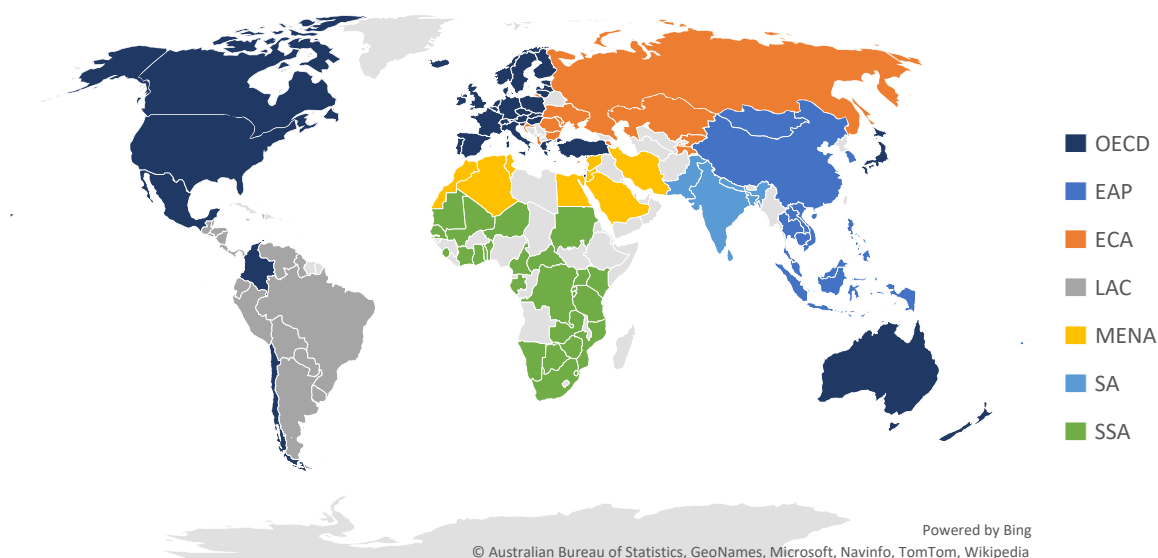 OECD
EAP
ECA
LAC
MENA
SA
SSA
Powered by Bing
© Australian Bureau of Statistics, GeoNames, Microsoft, Navinfo, TomTom, Wikipedia